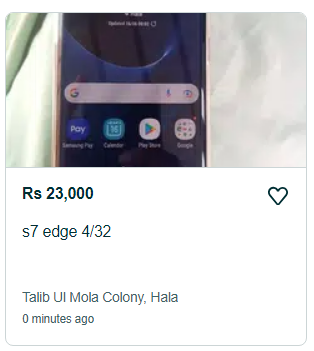 Samsung Pay
Calendar
Play Store
Google
Rs 23,000
s7 edge 4/32
Talib Ul Mola Colony, Hala
0 minutes ago